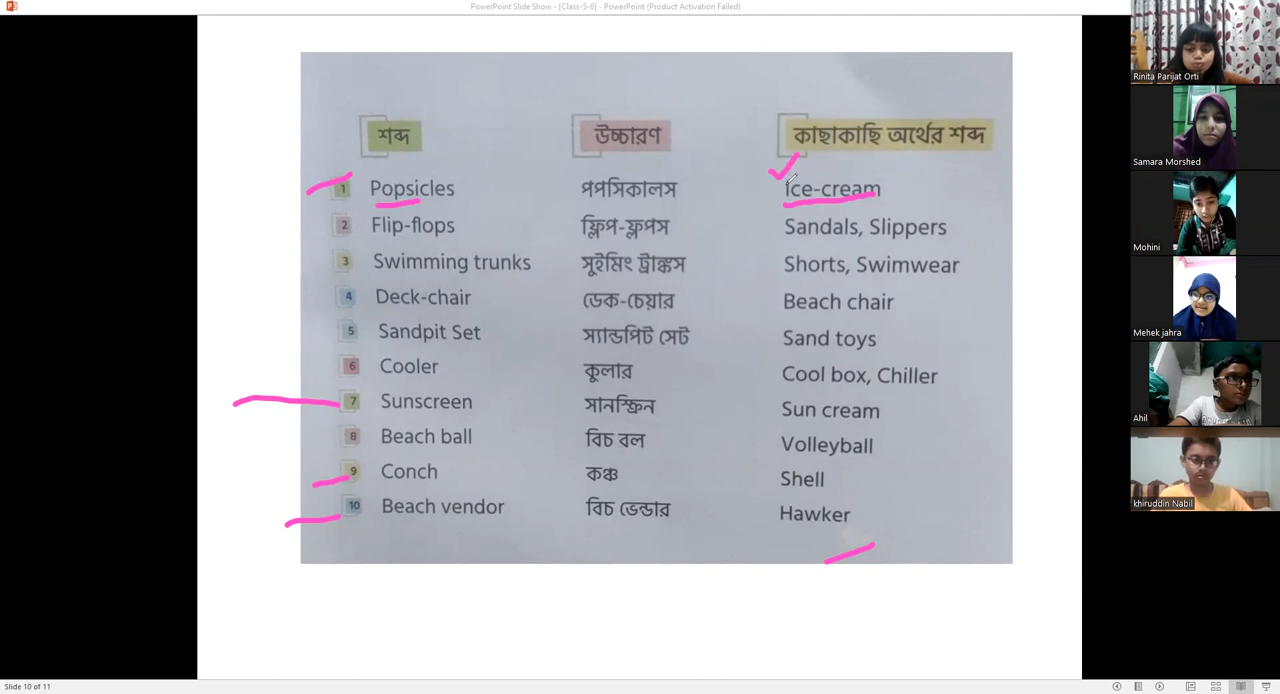 PowerPoint Slide Show - [Class-5-6] - PowerPoint (Product Activation Failed)
শব্দ উচ্চারণ কাছাকাছি অর্থের শব্দ
1 Popsicles পপসিকালস Ice-cream
2 Flip-flops ফ্লিপ-ফ্লপস Sandals, Slippers
3 Swimming trunks সুইমিং ট্রাঙ্কস Shorts, Swimwear
4 Deck-chair ডেক-চেয়ার Beach chair
5 Sandpit Set স্যান্ডপিট সেট Sand toys
6 Cooler কুলার Cool box, Chiller
7 Sunscreen সানস্ক্রিন Sun cream
8 Beach ball বিচ বল Volleyball
9 Conch কঞ্চ Shell
10 Beach vendor বিচ ভেন্ডার Hawker
Rinita Parijat Orti
Samara Morshed
Mohini
Mehek jahra
Ahil
khiruddin Nabil
Slide 10 of 11